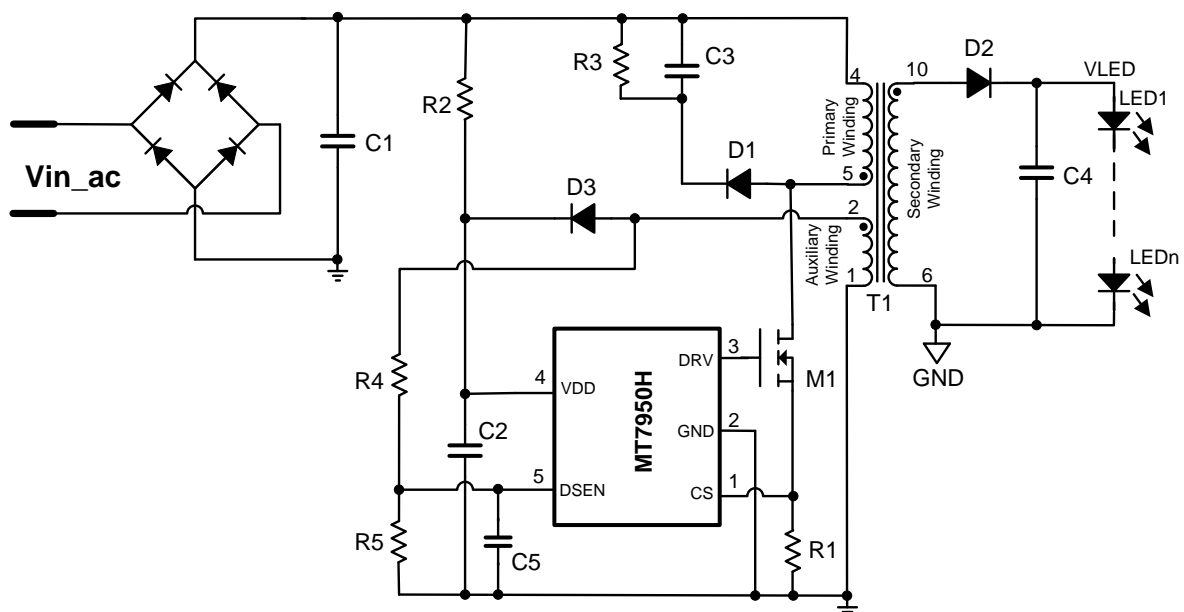 D2
C3
R3
4
10
VLED
LED1
R2
C1
Primary
Winding
Secondary
Winding
C4
Vin_ac
D1
5
D3
2
Auxiliary
Winding
1
6
T1
LEDn
GND
R4
4
VDD
DRV
3
M1
MT7950H
C2
GND
2
5
DSEN
CS
1
R5
C5
R1